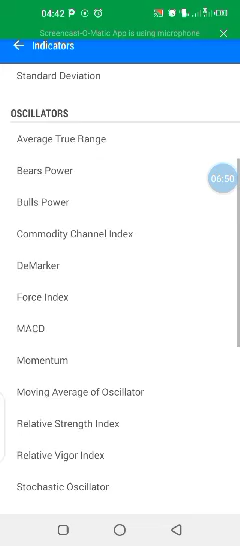 04:42 P
Screencast-O-Matic App is using microphone
Indicators
Standard Deviation
OSCILLATORS
Average True Range
Bears Power
06:50
Bulls Power
Commodity Channel Index
DeMarker
Force Index
MACD
Momentum
Moving Average of Oscillator
Relative Strength Index
Relative Vigor Index
Stochastic Oscillator